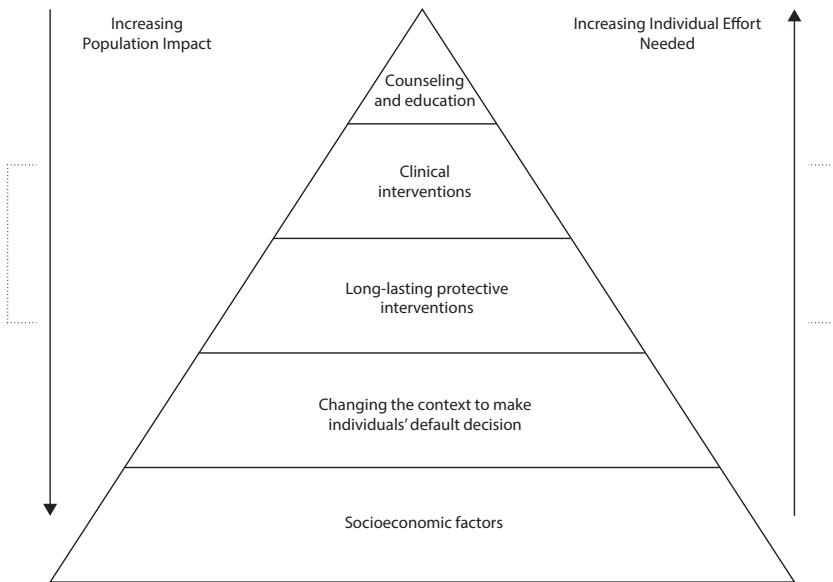 Increasing
Population Impact
Increasing Individual Effort
Needed
Counseling
and education
Clinical
interventions
Long-lasting protective
interventions
Changing the context to make
individuals’ default decision
Socioeconomic factors